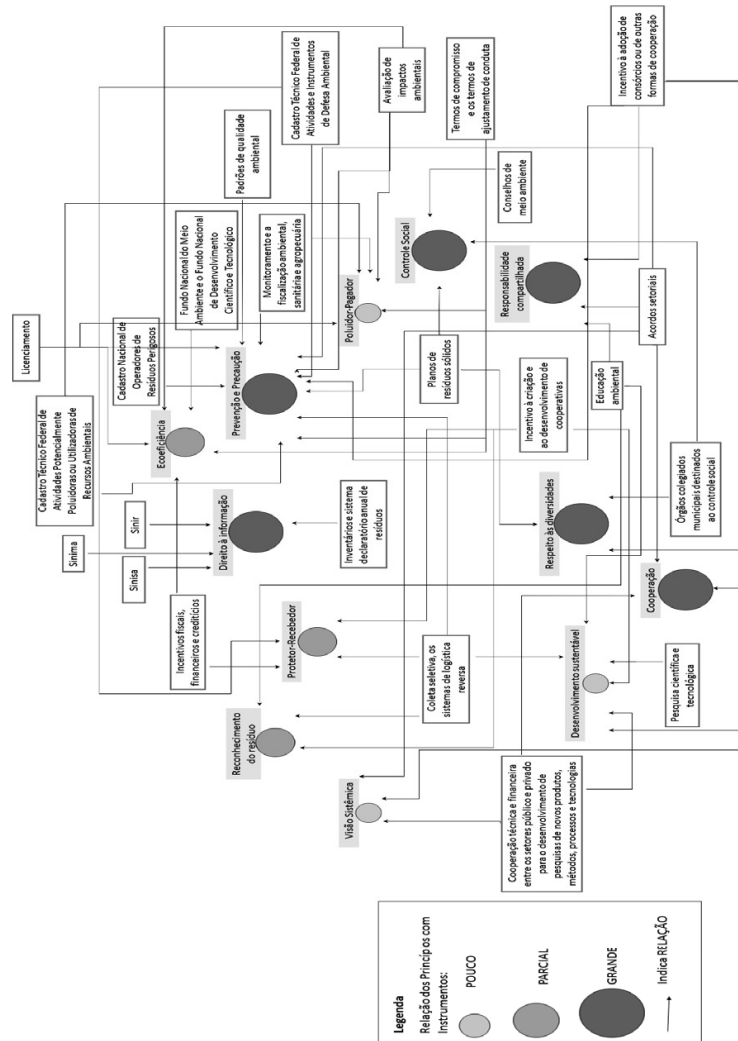 Licenciamento
Cadastro Técnico Federal de
Atividades Potencialmente
Poluidoras ou Utilizadoras de
Recursos Ambientais
Cadastro Nacional de
Operadores de
Resíduos Perigosos
Fundo Nacional do Meio
Ambiente e o Fundo Nacional
de Desenvolvimento
Científico e Tecnológico
Padrões de qualidade
ambiental
Cadastro Técnico Federal de
Atividades e Instrumentos
de Defesa Ambiental
Monitoramento e a
fiscalização ambiental,
sanitária e agropecuária
Avaliação de
impactos
ambientais
Termos de compromisso
e os termos de
ajustamento de conduta
Incentivo à adoção de
consórcios ou de outras
formas de cooperação
Sinima
Sinir
Sinisa
Ecoeficiência
Prevenção e Precaução
Poluidor-Pagador
Controle Social
Conselhos de
meio ambiente
Responsabilidade
compartilhada
Direito à informação
Inventários e sistema
declaratório anual de
resíduos
Incentivos fiscais,
financeiros e creditícios
Protetor-Recebedor
Planos de
resíduos sólidos
Incentivo à criação e
ao desenvolvimento de
cooperativas
Educação
ambiental
Acordos setoriais
Reconhecimento
do resíduo
Coleta seletiva, os
sistemas de logística
reversa
Respeito às diversidades
Órgãos colegiados
municipais destinados
ao controle social
Visão Sistêmica
Desenvolvimento sustentável
Cooperação
Cooperação técnica e financeira
entre os setores público e privado
para o desenvolvimento de
pesquisas de novos produtos,
métodos, processos e tecnologias
Pesquisa científica e
tecnológica
Legenda
Relação dos Princípios com
Instrumentos:
POUCO
PARCIAL
GRANDE
Indica RELAÇÃO